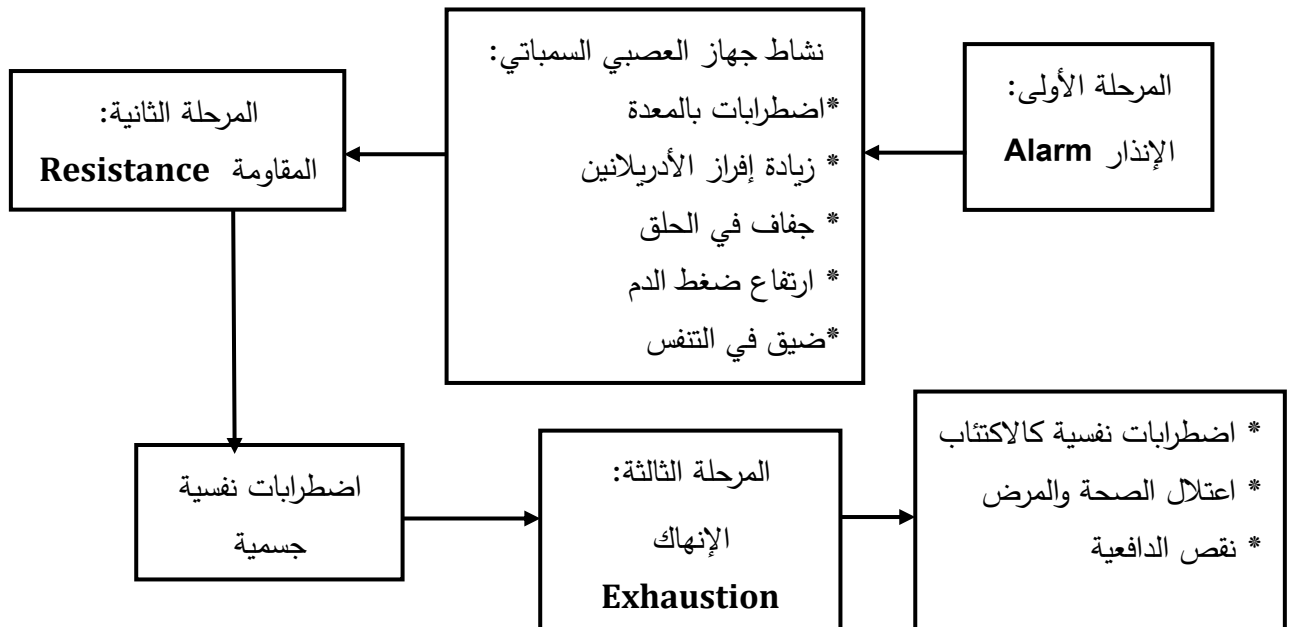 المرحلة الأولى:
الإنذار Alarm
نشاط جهاز العصبي السمباتي:
*اضطرابات بالمعدة
* زيادة إفراز الأدريلانين
* جفاف في الحلق
* ارتفاع ضغط الدم
*ضيق في التنفس
المرحلة الثانية:
المقاومة Resistance
اضطرابات نفسية
جسمية
المرحلة الثالثة:
الإنهاك
Exhaustion
* اضطرابات نفسية كالاكتئاب
* اعتلال الصحة والمرض
* نقص الدافعية